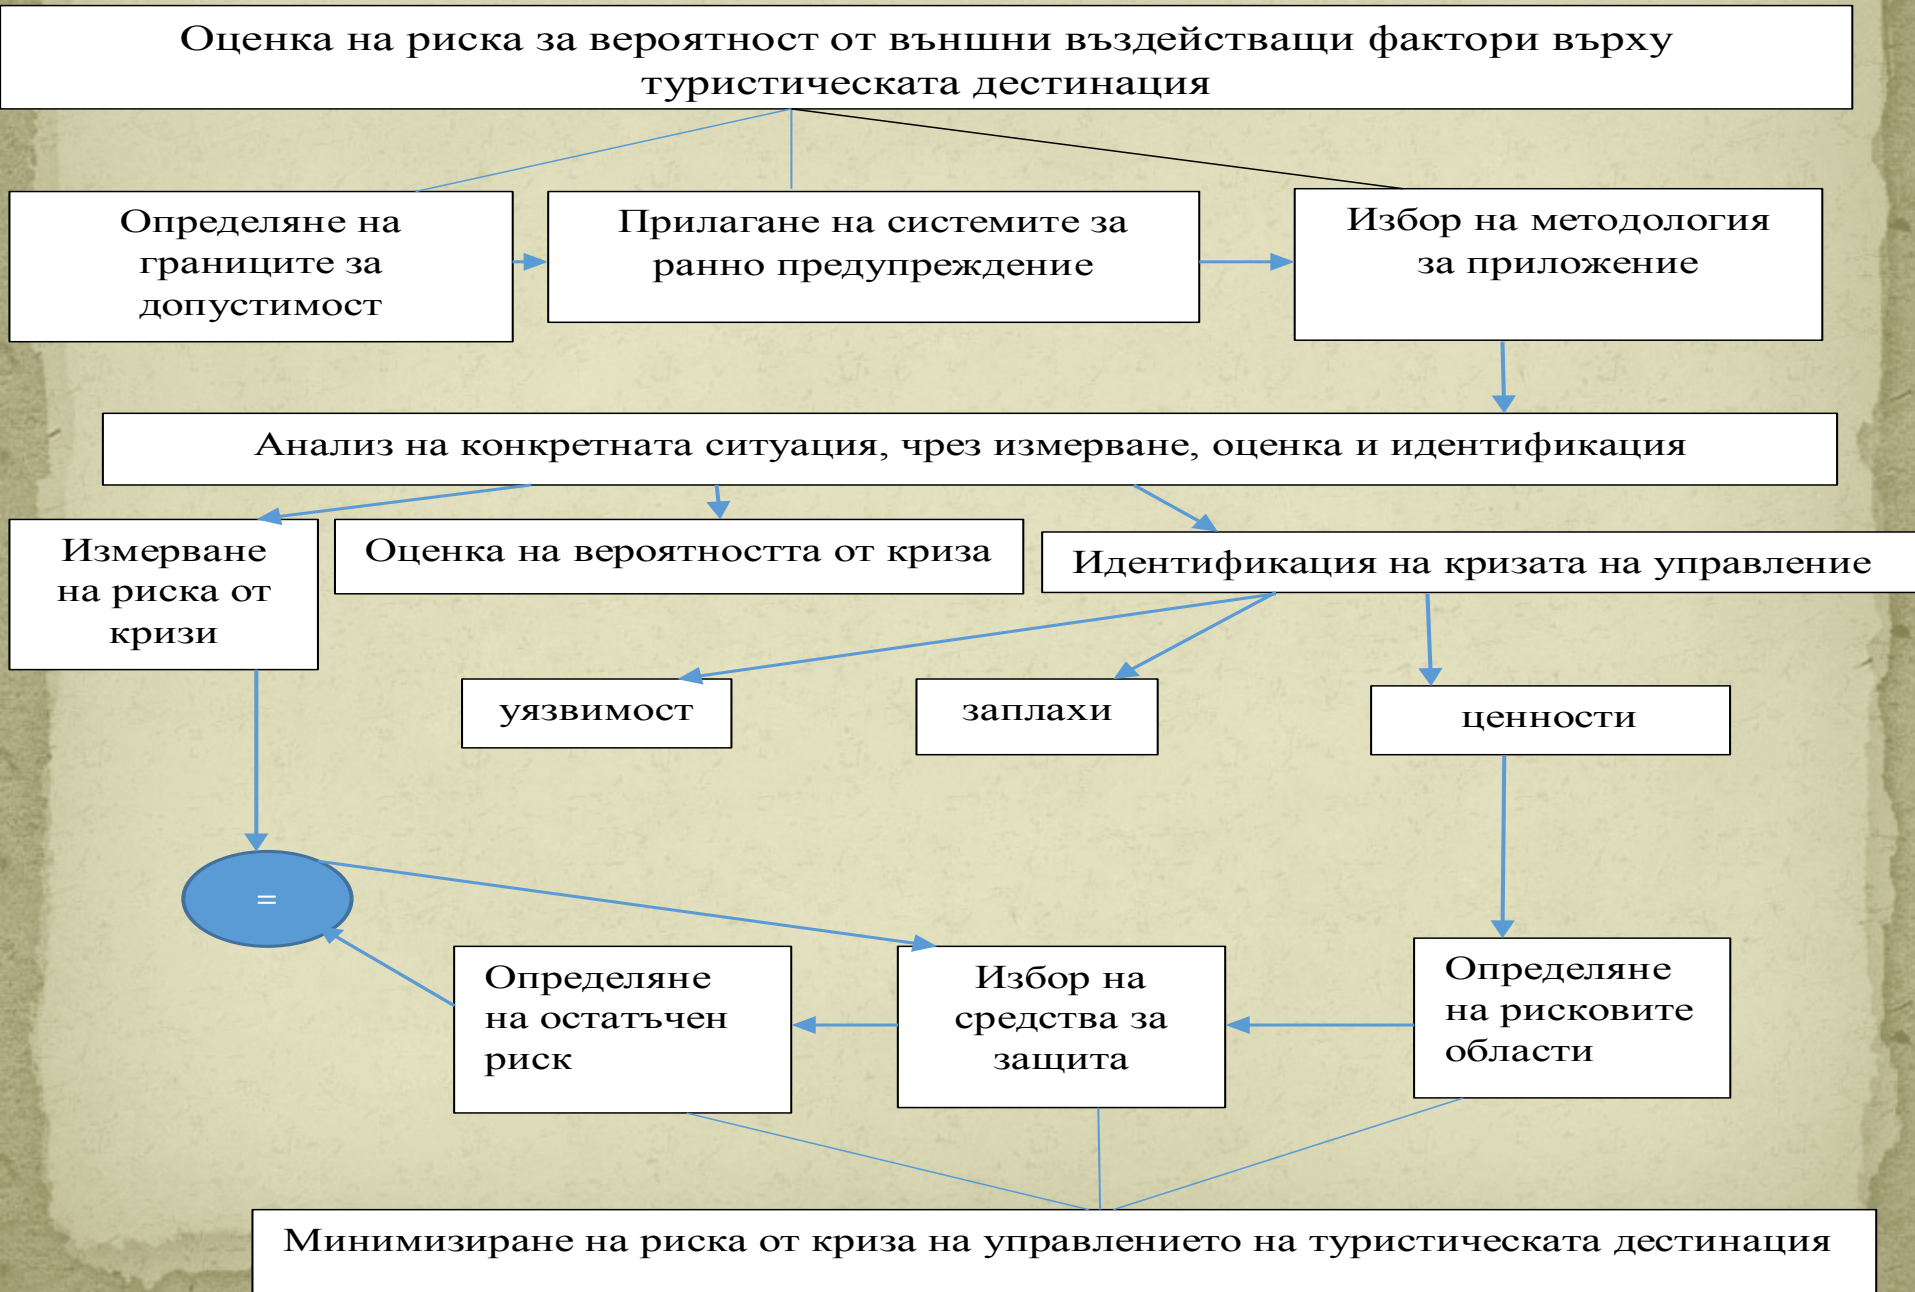 Оценка на риска за вероятност от външни въздействащи фактори върху
туристическата дестинация
Определяне на
границите за
допустимост
Прилагане на системите за
ранно предупреждение
Избор на методология
за приложение
Анализ на конкретната ситуация, чрез измерване, оценка и идентификация
Измерване
на риска от
кризи
Оценка на вероятността от криза
Идентификация на кризата на управление
уязвимост
заплахи
ценности
=
Определяне
на остатъчен
риск
Избор на
средства за
защита
Определяне
на рисковите
области
Минимизиране на риска от криза на управлението на туристическата дестинация